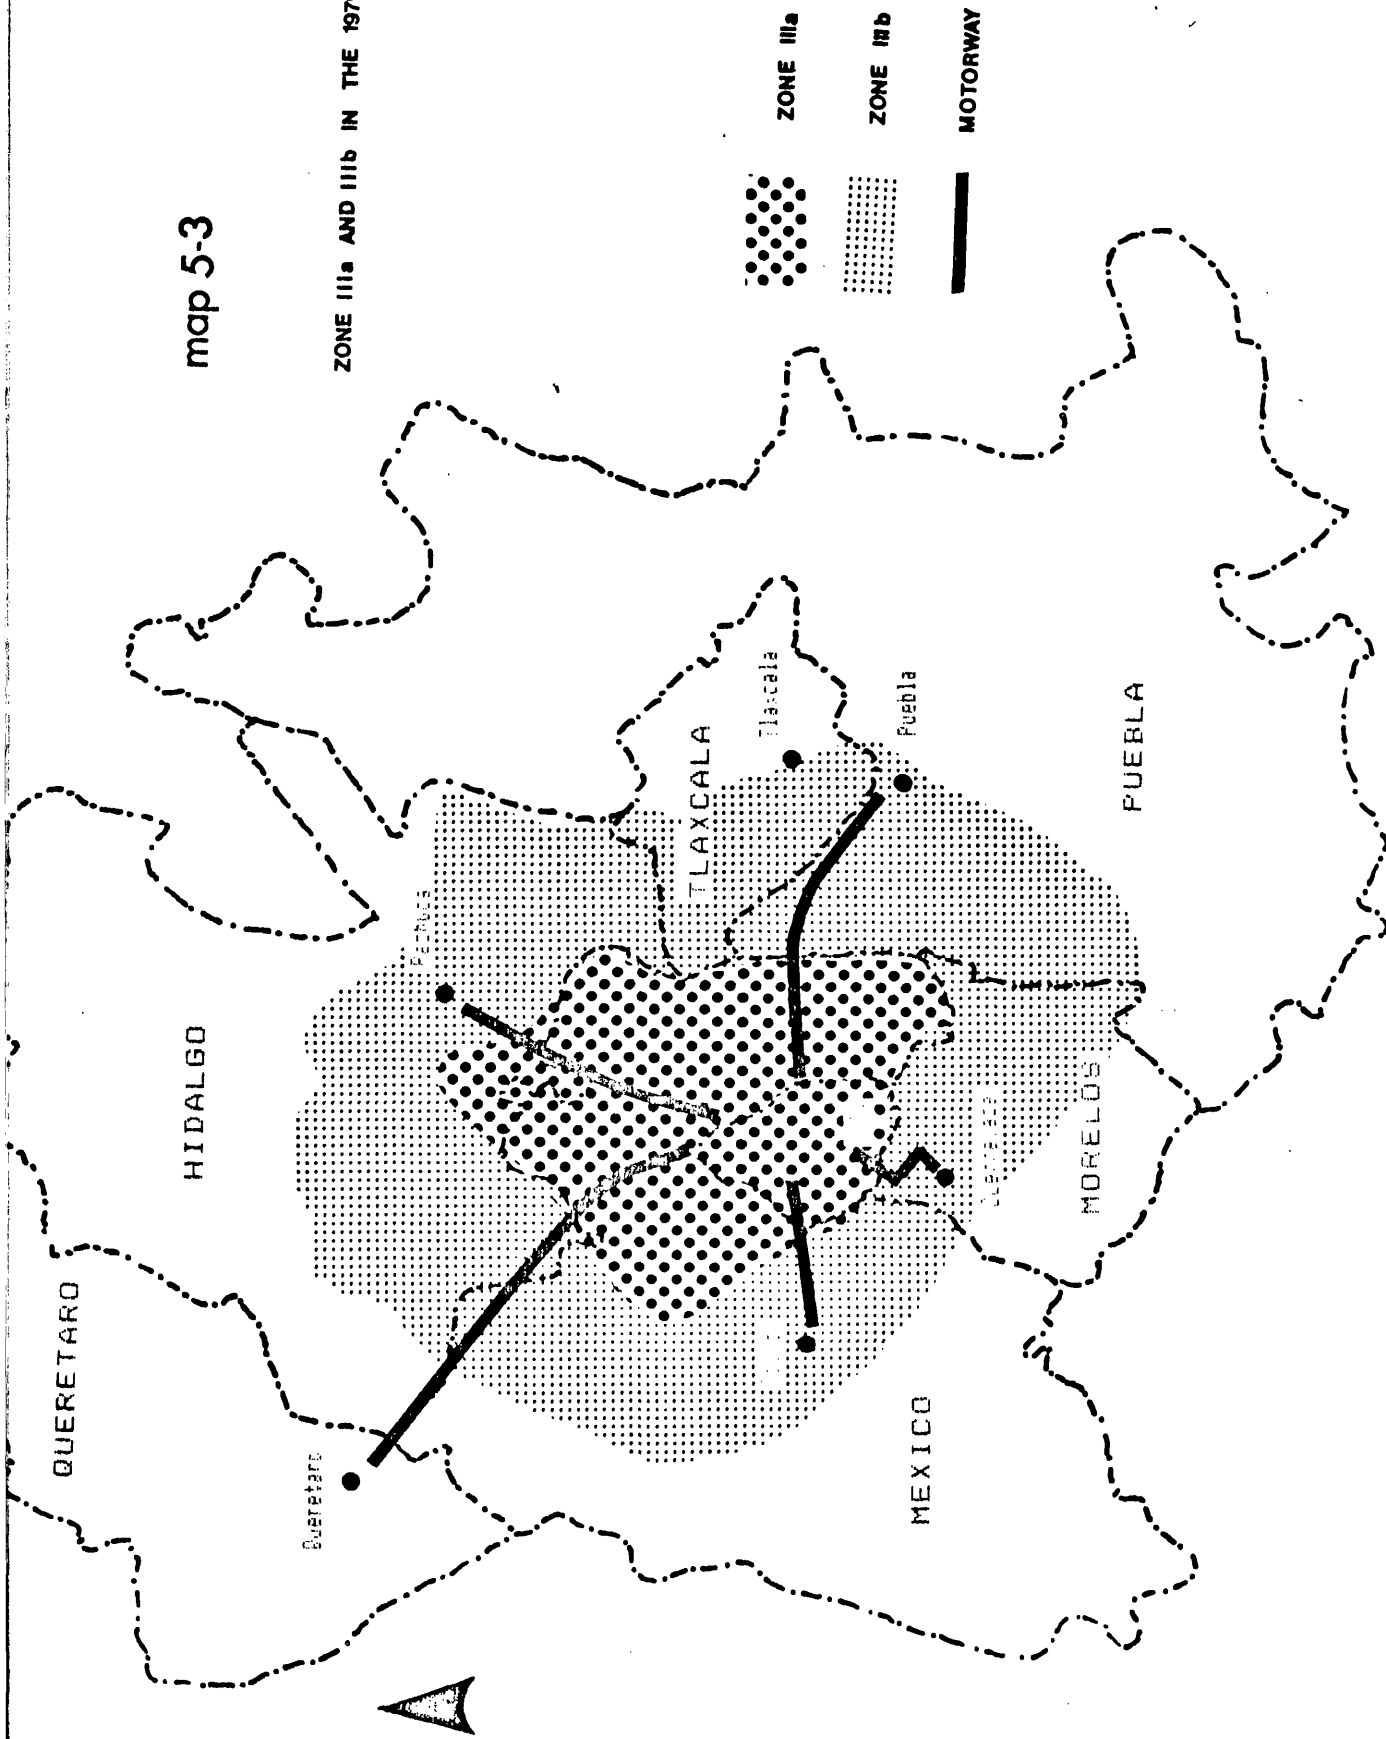 map 5-3
ZONE IIIa AND IIIb IN THE 197
ZONE IIIa
ZONE IIIb
MOTORWAY
QUERETARO
HIDALGO
Queretaro
Pachuca
TLAXCALA
Tlaxcala
Puebla
MEXICO
MORELOS
PUEBLA